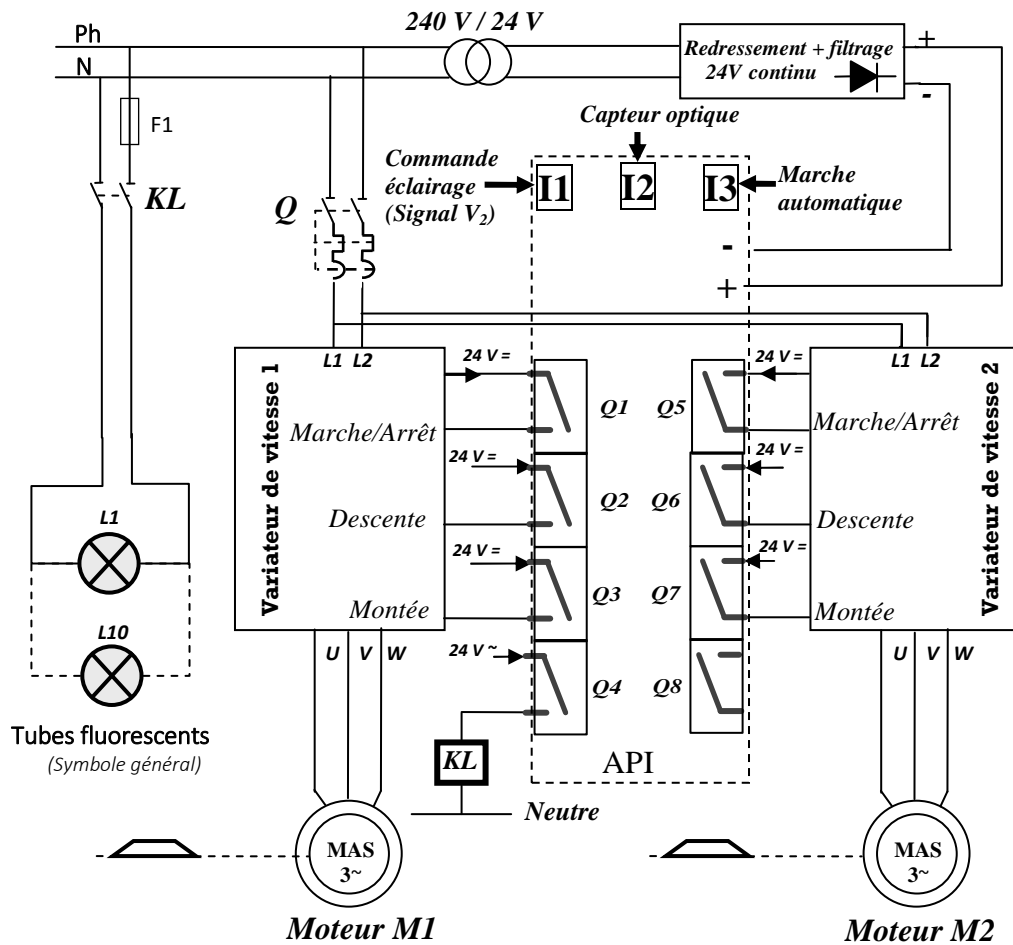 240 V / 24 V
Ph
N
Redressement + filtrage
24V continu
+
-
F1
KL
Q
Capteur optique
Commande
éclairage
(Signal V2)
I1
I2
I3
Marche
automatique
-
+
L1 L2
L1 L2
Variateur de vitesse 1
Marche/Arrêt
Descente
Montée
24 V =
24 V =
24 V =
24 V ~
Q1
Q2
Q3
Q4
Q5
Q6
Q7
Q8
24 V =
24 V =
24 V =
Marche/Arrêt
Descente
Montée
Variateur de vitesse 2
L1
L10
Tubes fluorescents
(Symbole général)
U V W
U V W
KL
API
Neutre
MAS
3~
Moteur M1
MAS
3~
Moteur M2